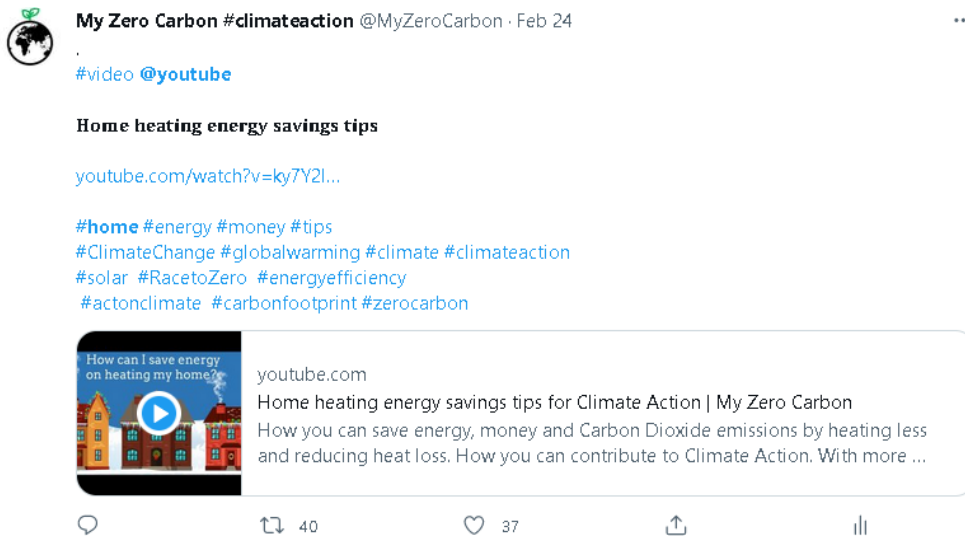 My Zero Carbon #climateaction @MyZeroCarbon · Feb 24
.
#video @youtube
Home heating energy savings tips
youtube.com/watch?v=ky7Y2I...
#home #energy #money #tips
#ClimateChange #globalwarming #climate #climateaction
#solar #RacetoZero #energyefficiency
#actonclimate #carbonfootprint #zerocarbon
How can I save energy
on heating my home?
youtube.com
Home heating energy savings tips for Climate Action | My Zero Carbon
How you can save energy, money and Carbon Dioxide emissions by heating less
and reducing heat loss. How you can contribute to Climate Action. With more ...
40 37